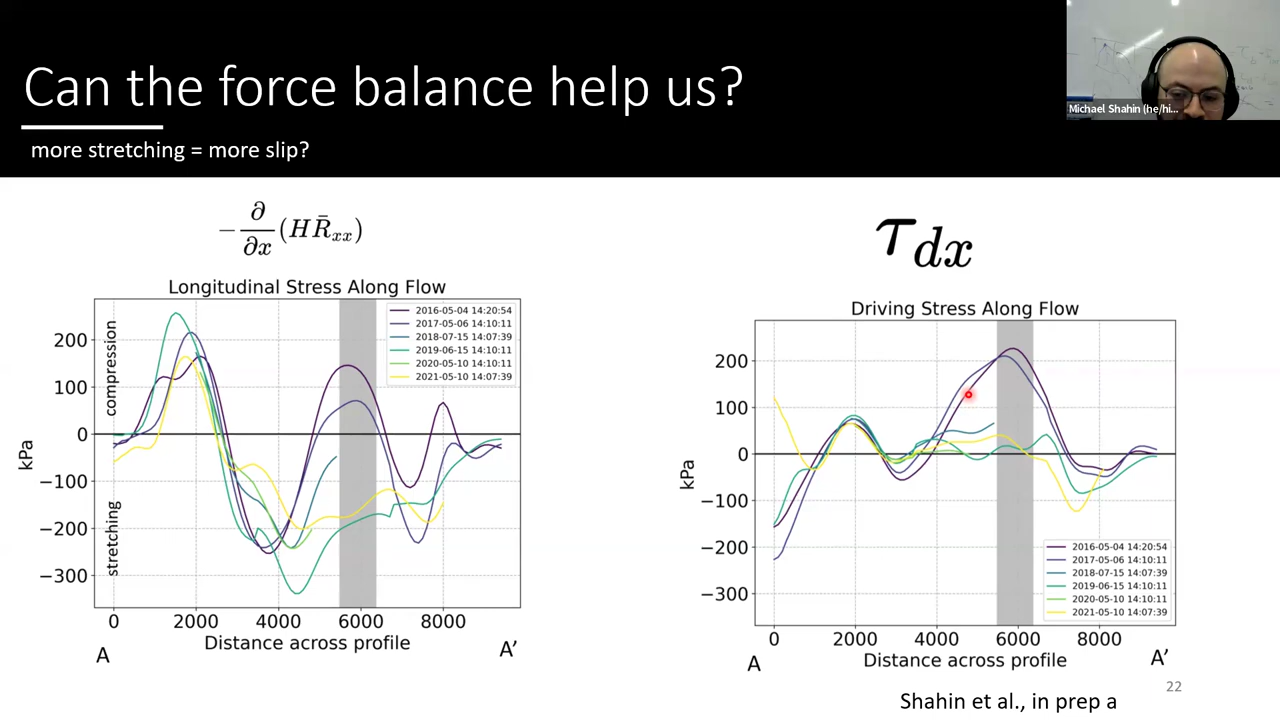 Can the force balance help us?
more stretching = more slip?
Michael Shahin (he/hi...
− ∂/∂x (H R̄xx)
Longitudinal Stress Along Flow
kPa
200
100
0
−100
−200
−300
compression
stretching
2016-05-04 14:20:54
2017-05-06 14:10:11
2018-07-15 14:07:39
2019-06-15 14:10:11
2020-05-10 14:10:11
2021-05-10 14:07:39
0 2000 4000 6000 8000
Distance across profile
A A’
τdx
Driving Stress Along Flow
kPa
200
100
0
−100
−200
−300
2016-05-04 14:20:54
2017-05-06 14:10:11
2018-07-15 14:07:39
2019-06-15 14:10:11
2020-05-10 14:10:11
2021-05-10 14:07:39
0 2000 4000 6000 8000
Distance across profile
A A’
22
Shahin et al., in prep a